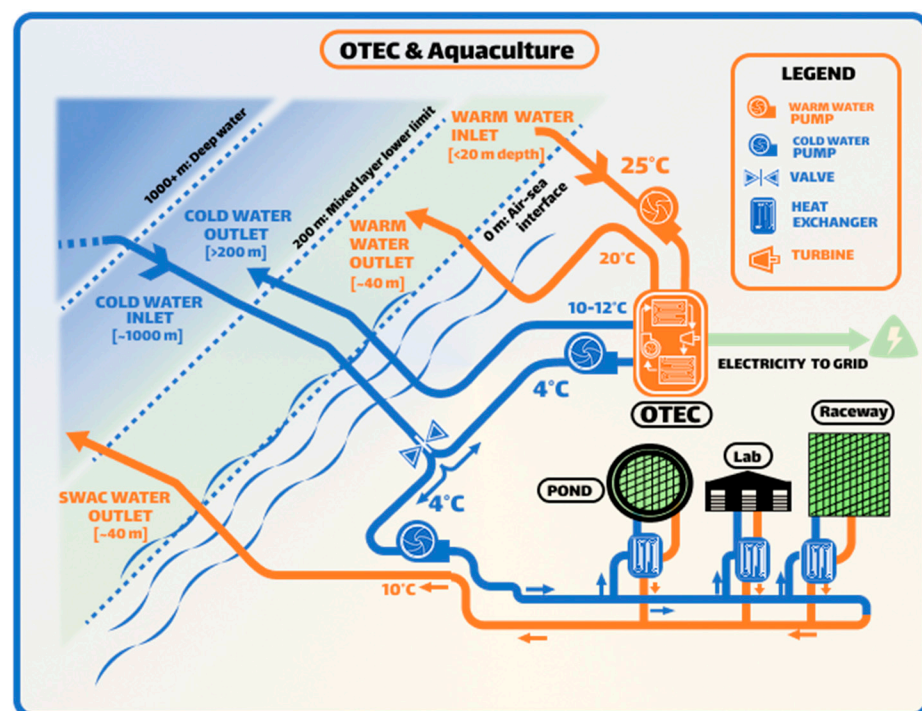 OTEC & Aquaculture
LEGEND
WARM WATER
PUMP
COLD WATER
PUMP
VALVE
HEAT
EXCHANGER
TURBINE
1000+ m: Deep water
200 m: Mixed layer lower limit
0 m: Air-sea
interface
WARM WATER
INLET
[<20 m depth]
25°C
COLD WATER
OUTLET
[>200 m]
WARM
WATER
OUTLET
[~40 m]
20°C
COLD WATER
INLET
[~1000 m]
10-12°C
4°C
ELECTRICITY TO GRID
OTEC
Raceway
Lab
POND
4°C
SWAC WATER
OUTLET
[~40 m]
10°C